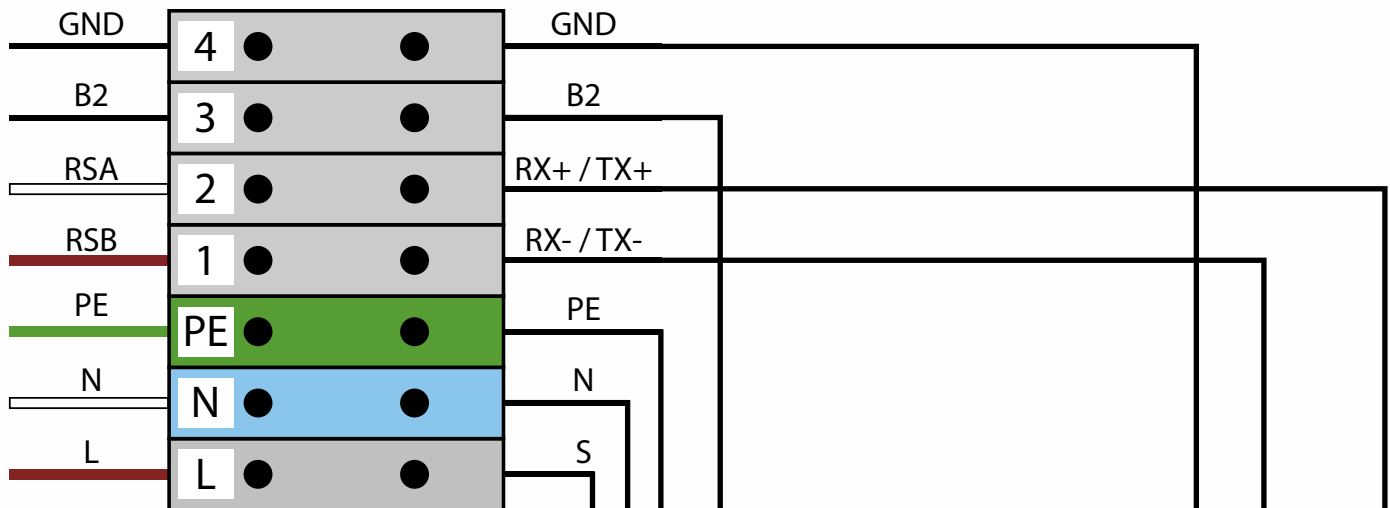 GND 4 GND
B2 3 B2
RSA 2 RX+ / TX+
RSB 1 RX- / TX-
PE PE PE
N N N
L L S